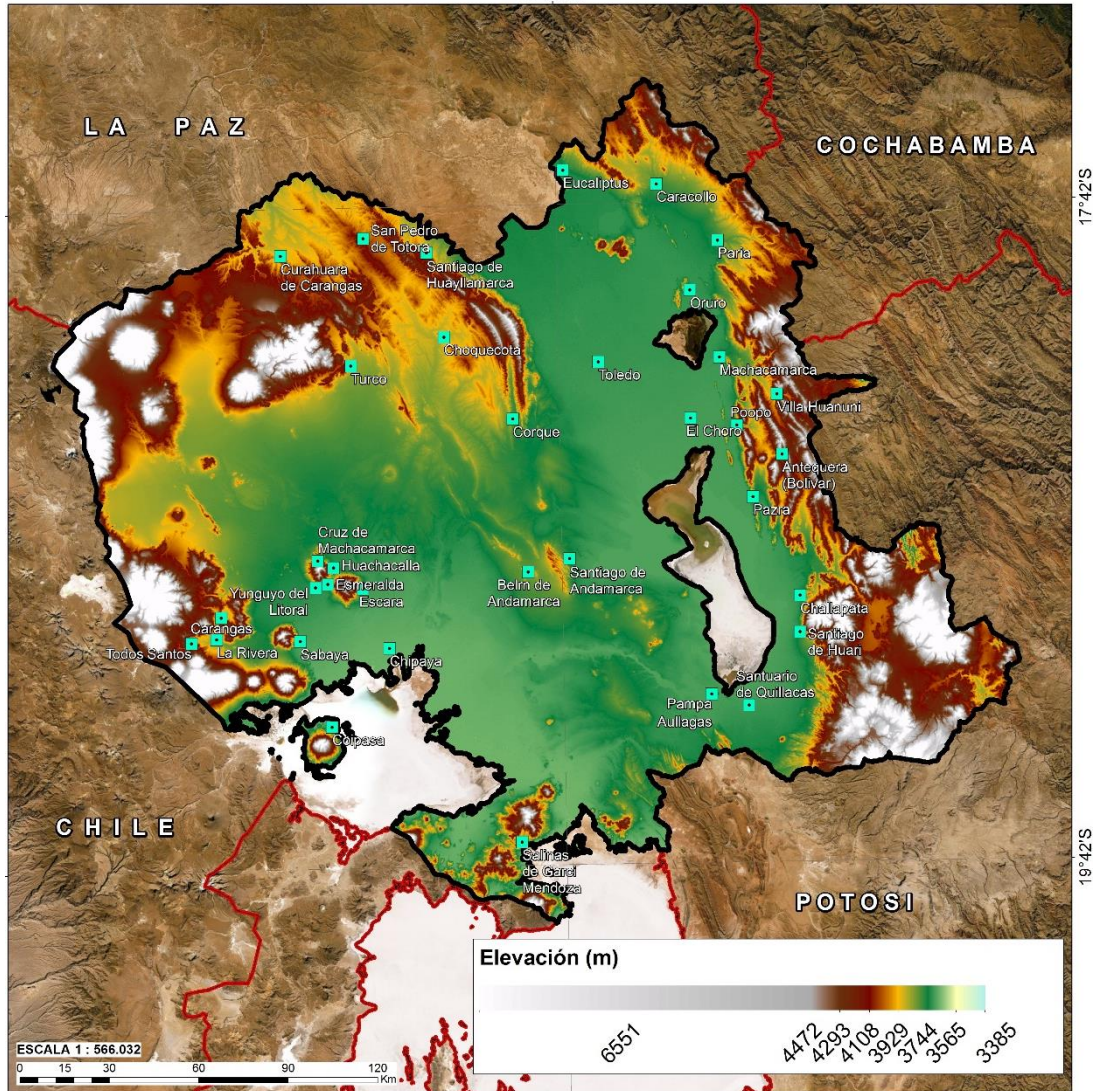 LA PAZ
COCHABAMBA
17°42'S
Eucaliptus
Caracollo
San Pedro
de Totora
Paria
Santiago de
Huayllamarca
Curahuara
de Carangas
Oruro
Choquecota
Machacamarca
Toledo
Turco
Villa Huanuni
Poopo
El Choro
Corque
Antequera
(Bolivar)
Pazña
Cruz de
Machacamarca
Huachacalla
Santiago de
Andamarca
Belén de
Andamarca
Esmeralda
Yunguyo del
Litoral
Escara
Challapata
Carangas
Santiago
de Huari
Todos Santos
La Rivera
Sabaya
Chipaya
Santuario
de Quillacas
Pampa
Aullagas
Coipasa
CHILE
Salinas
de Garci
Mendoza
19°42'S
POTOSI
Elevación (m)
6551
4472
4293
4108
3929
3744
3565
3385
ESCALA 1 : 566.032
0 15 30 60 90 120
Km